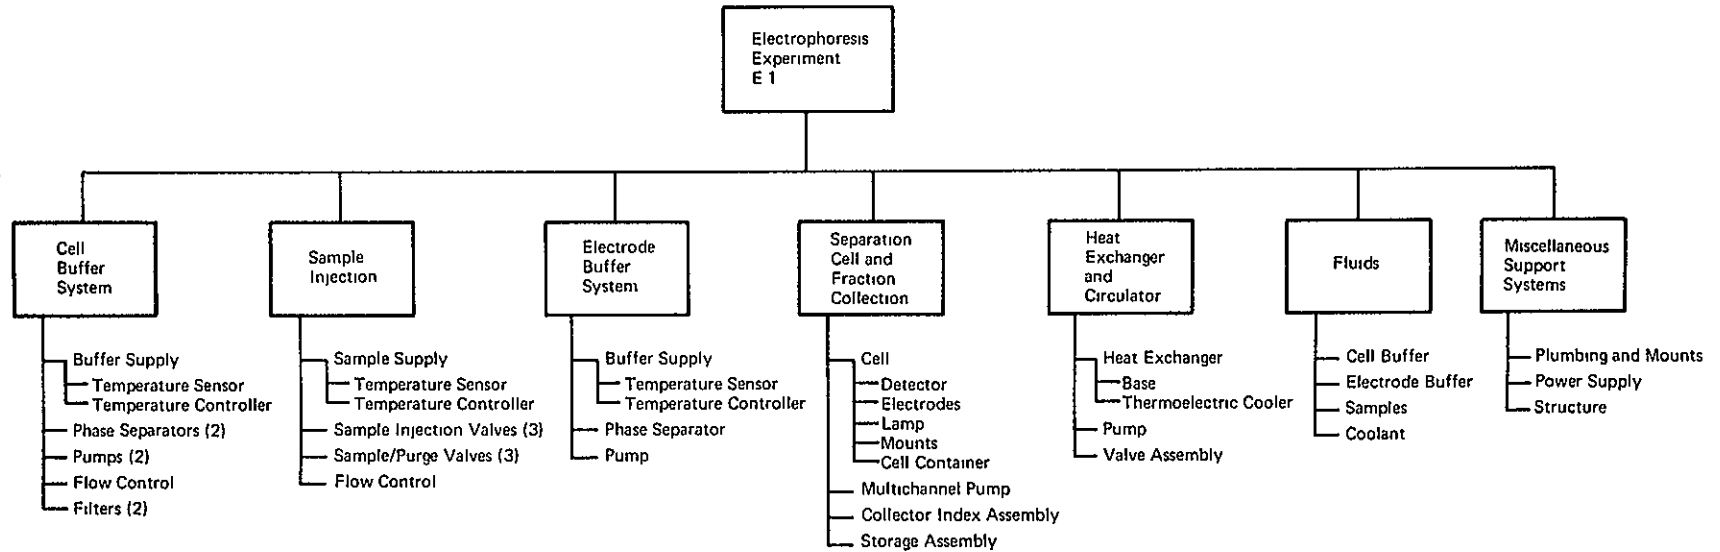 Electrophoresis
Experiment
E 1
Cell
Buffer
System
Buffer Supply
Temperature Sensor
Temperature Controller
Phase Separators (2)
Pumps (2)
Flow Control
Filters (2)
Sample
Injection
Sample Supply
Temperature Sensor
Temperature Controller
Sample Injection Valves (3)
Sample/Purge Valves (3)
Flow Control
Electrode
Buffer
System
Buffer Supply
Temperature Sensor
Temperature Controller
Phase Separator
Pump
Separation
Cell and
Fraction
Collection
Cell
Detector
Electrodes
Lamp
Mounts
Cell Container
Multichannel Pump
Collector Index Assembly
Storage Assembly
Heat
Exchanger
and
Circulator
Heat Exchanger
Base
Thermoelectric Cooler
Pump
Valve Assembly
Fluids
Cell Buffer
Electrode Buffer
Samples
Coolant
Miscellaneous
Support
Systems
Plumbing and Mounts
Power Supply
Structure